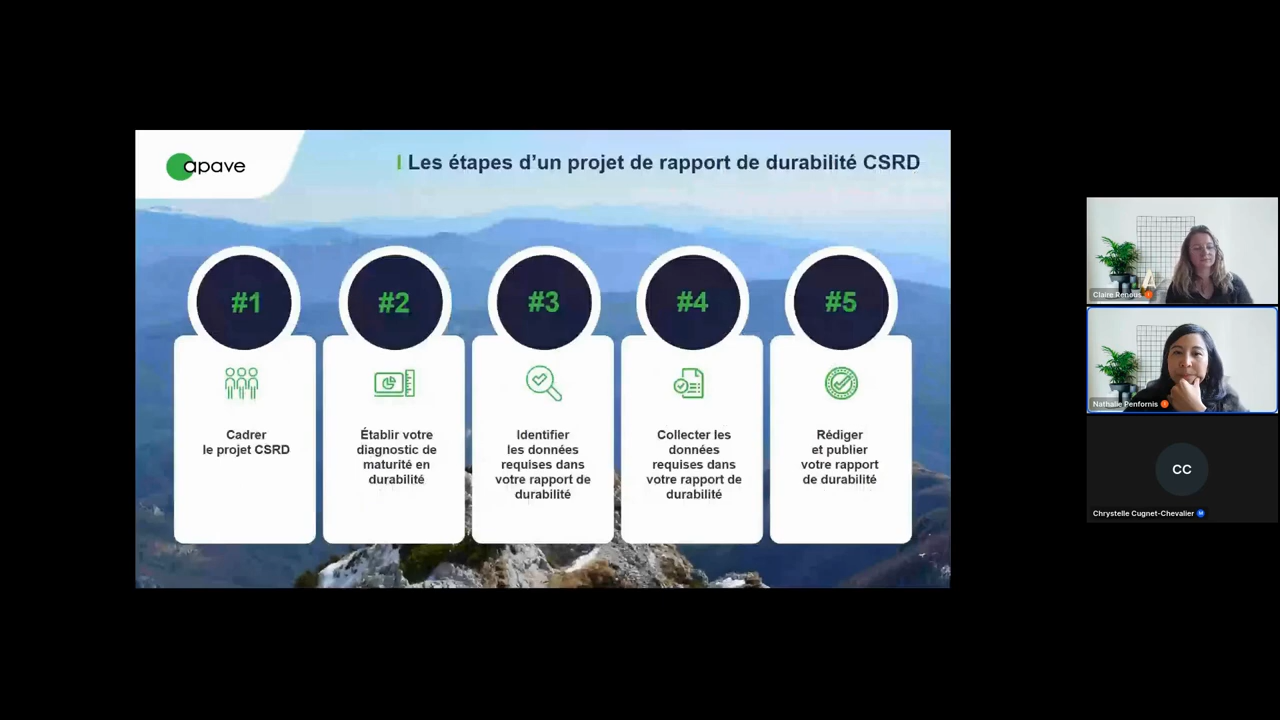 apave
Les étapes d’un projet de rapport de durabilité CSRD
#1
Cadrer
le projet CSRD
#2
Établir votre
diagnostic de
maturité en
durabilité
#3
Identifier
les données
requises dans
votre rapport de
durabilité
#4
Collecter les
données
requises dans
votre rapport de
durabilité
#5
Rédiger
et publier
votre rapport
de durabilité
Claire Renous
Nathalie Penfornis
CC
Chrystelle Cugnet-Chevalier